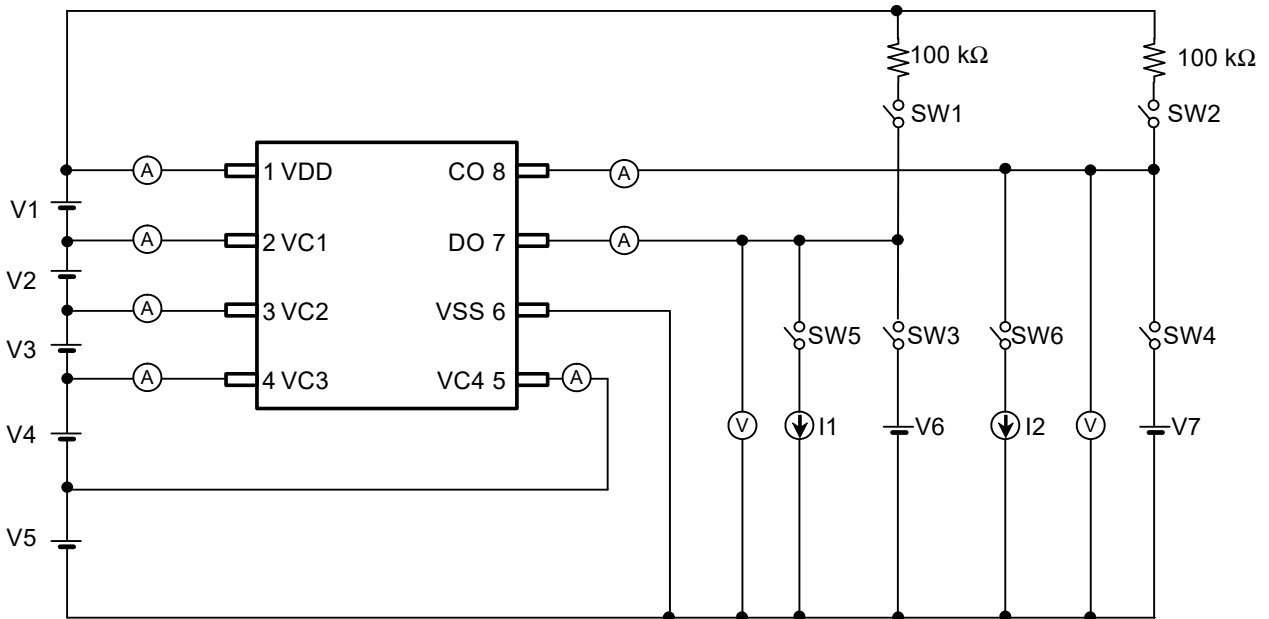 100 kΩ
100 kΩ
SW1
SW2
A
1 VDD
CO 8
A
V1
A
2 VC1
DO 7
A
V2
A
3 VC2
VSS 6
V3
SW5
SW3
SW6
SW4
A
4 VC3
VC4 5
A
V4
V
I1
V6
I2
V
V7
V5